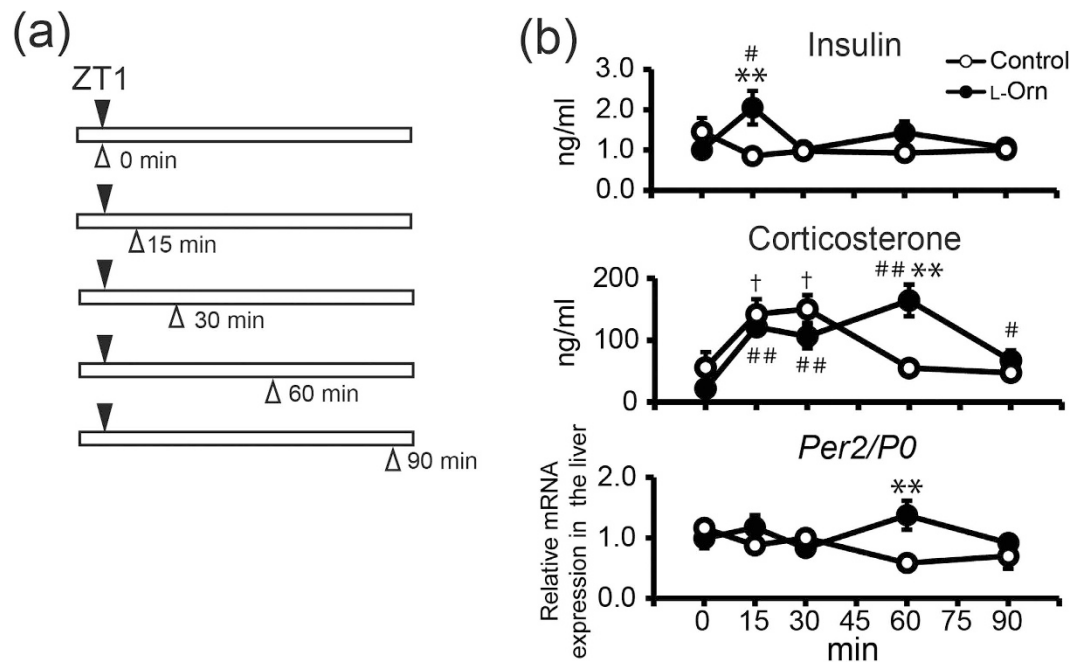 (a)
ZT1
0 min
15 min
30 min
60 min
90 min
(b)
Insulin
Control
L-Orn
#
**
3.0
2.0
1.0
0.0
ng/ml
Corticosterone
† † ## **
#
## ##
200
100
0
ng/ml
Per2/P0
**
2.0
1.0
0.0
Relative mRNA
expression in the liver
0 15 30 45 60 75 90
min